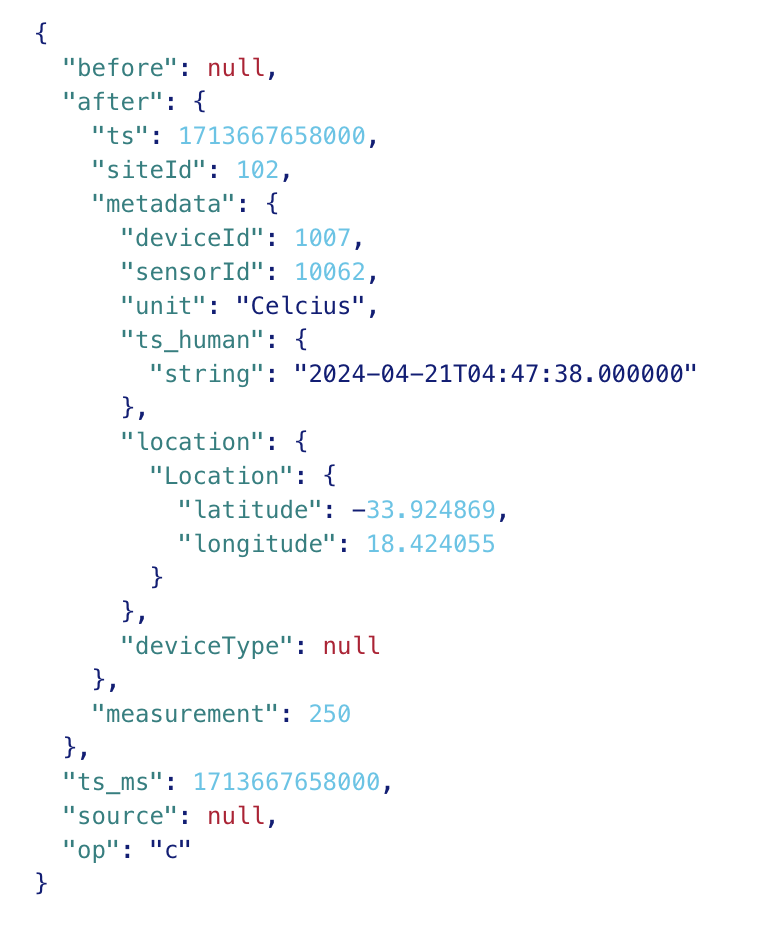 {
  "before": null,
  "after": {
    "ts": 1713667658000,
    "siteId": 102,
    "metadata": {
      "deviceId": 1007,
      "sensorId": 10062,
      "unit": "Celcius",
      "ts_human": {
        "string": "2024-04-21T04:47:38.000000"
      },
      "location": {
        "Location": {
          "latitude": -33.924869,
          "longitude": 18.424055
        }
      },
      "deviceType": null
    },
    "measurement": 250
  },
  "ts_ms": 1713667658000,
  "source": null,
  "op": "c"
}